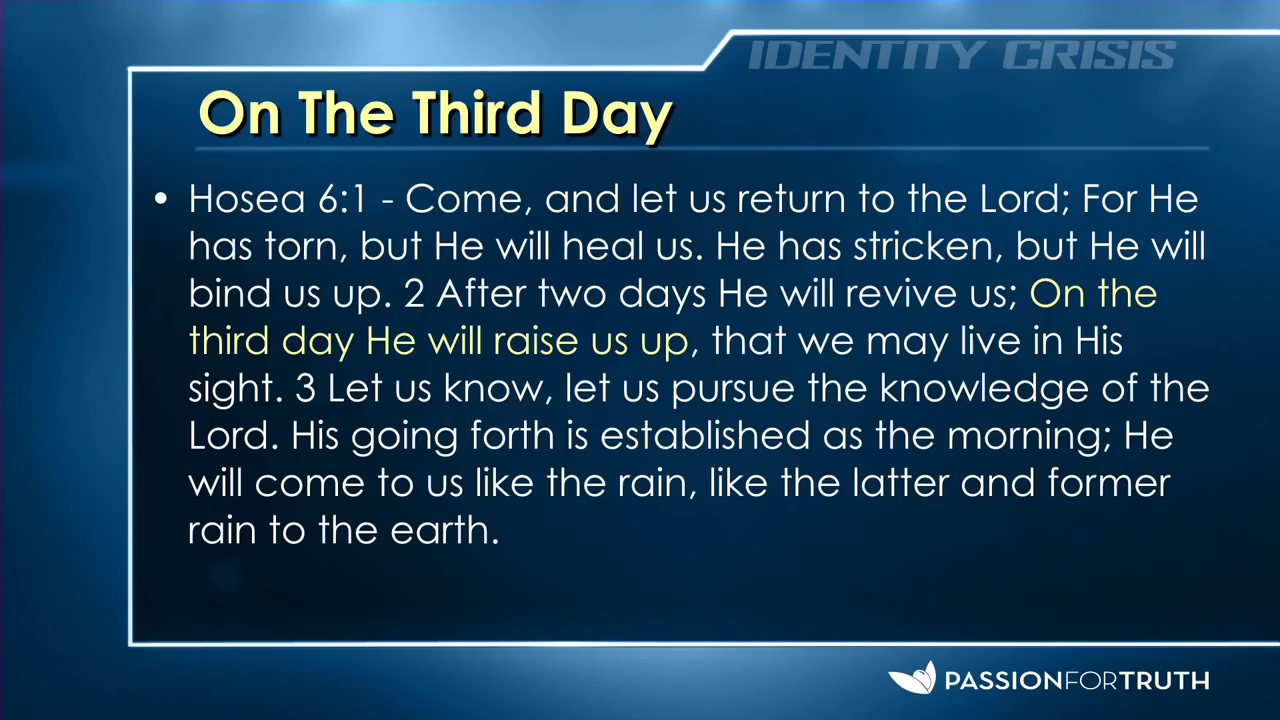 IDENTITY CRISIS
On The Third Day
• Hosea 6:1 - Come, and let us return to the Lord; For He
has torn, but He will heal us. He has stricken, but He will
bind us up. 2 After two days He will revive us; On the
third day He will raise us up, that we may live in His
sight. 3 Let us know, let us pursue the knowledge of the
Lord. His going forth is established as the morning; He
will come to us like the rain, like the latter and former
rain to the earth.
PASSIONFORTRUTH